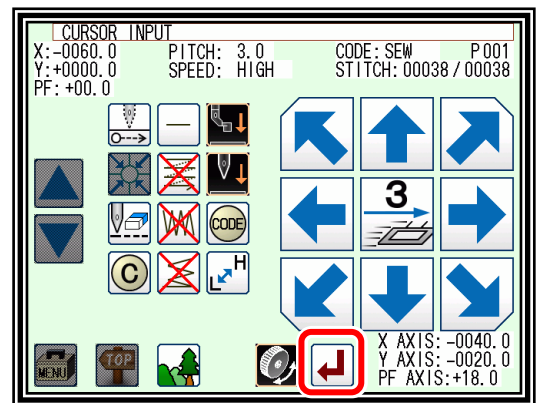 CURSOR INPUT
X:-0060.0 PITCH: 3.0 CODE:SEW P001
Y:+0000.0 SPEED: HIGH STITCH:00038/00038
PF:+00.0
3
CODE
C
L H
MENU TOP
X AXIS:-0040.0
Y AXIS:-0020.0
PF AXIS:+18.0